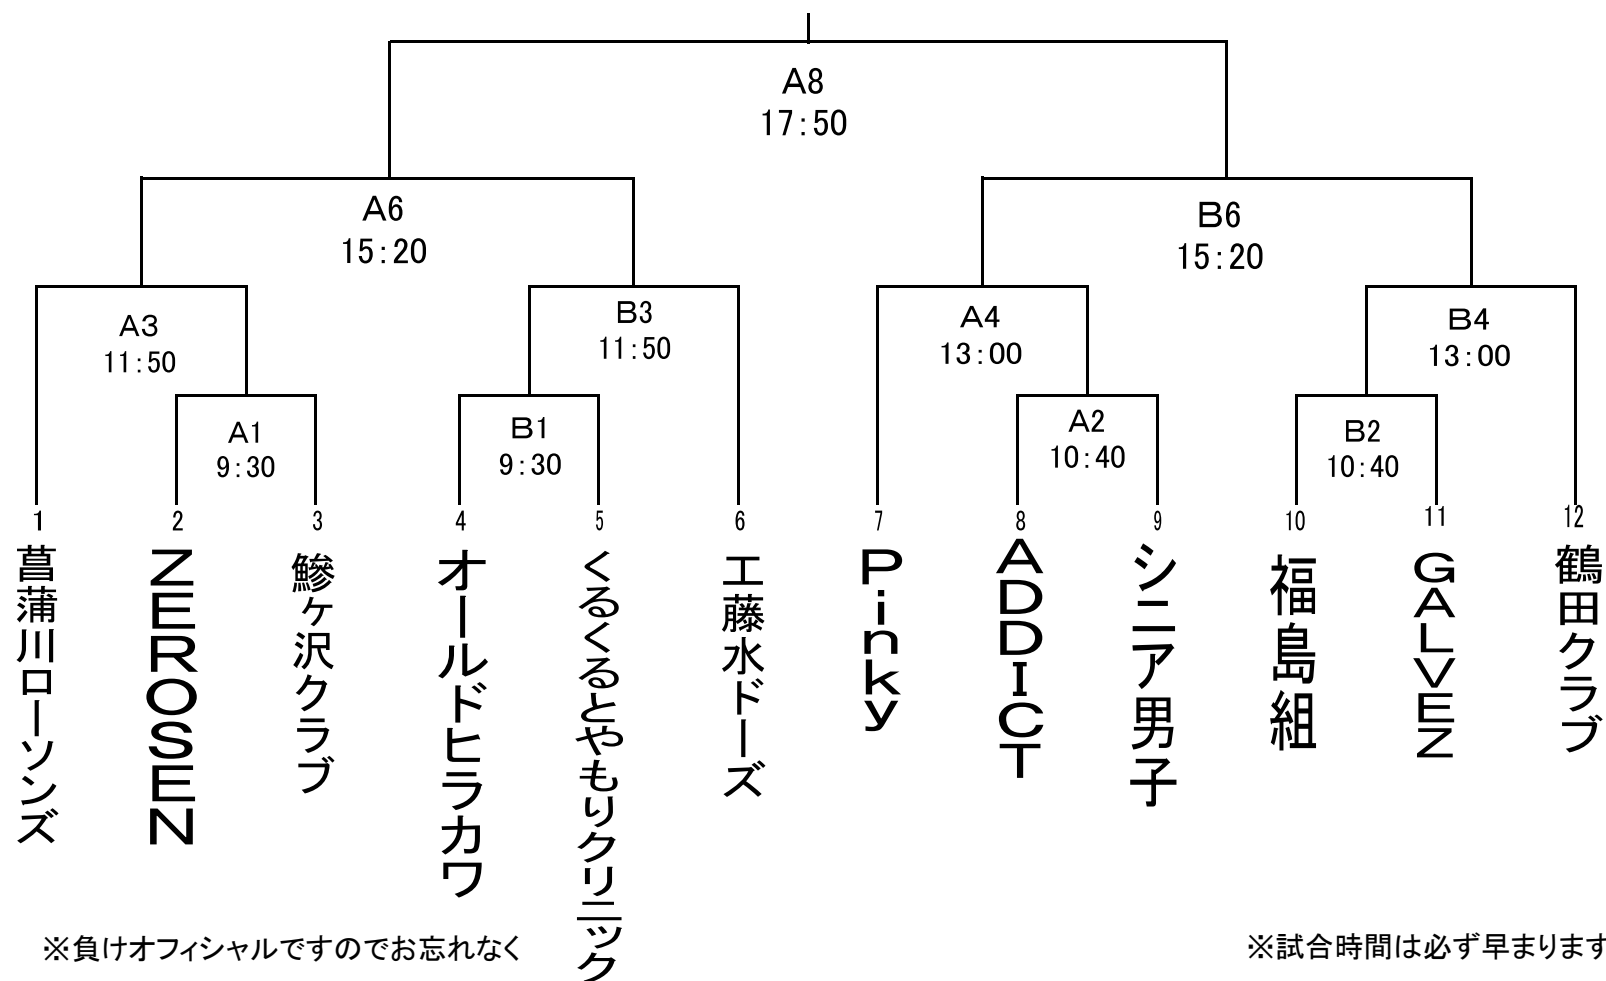 A8
17:50
A6
15:20
B6
15:20
A3
11:50
B3
11:50
A4
13:00
B4
13:00
A1
9:30
B1
9:30
A2
10:40
B2
10:40
1
2
3
4
5
6
7
8
9
10
11
12
菖蒲川ローソンズ
ZEROSEN
鰺ヶ沢クラブ
オールドヒラカワ
くるくるとやもりクリニック
工藤水ドーズ
Pinky
ADDICT
シニア男子
福島組
GALVEZ
鶴田クラブ
※負けオフィシャルですのでお忘れなく
※試合時間は必ず早まります